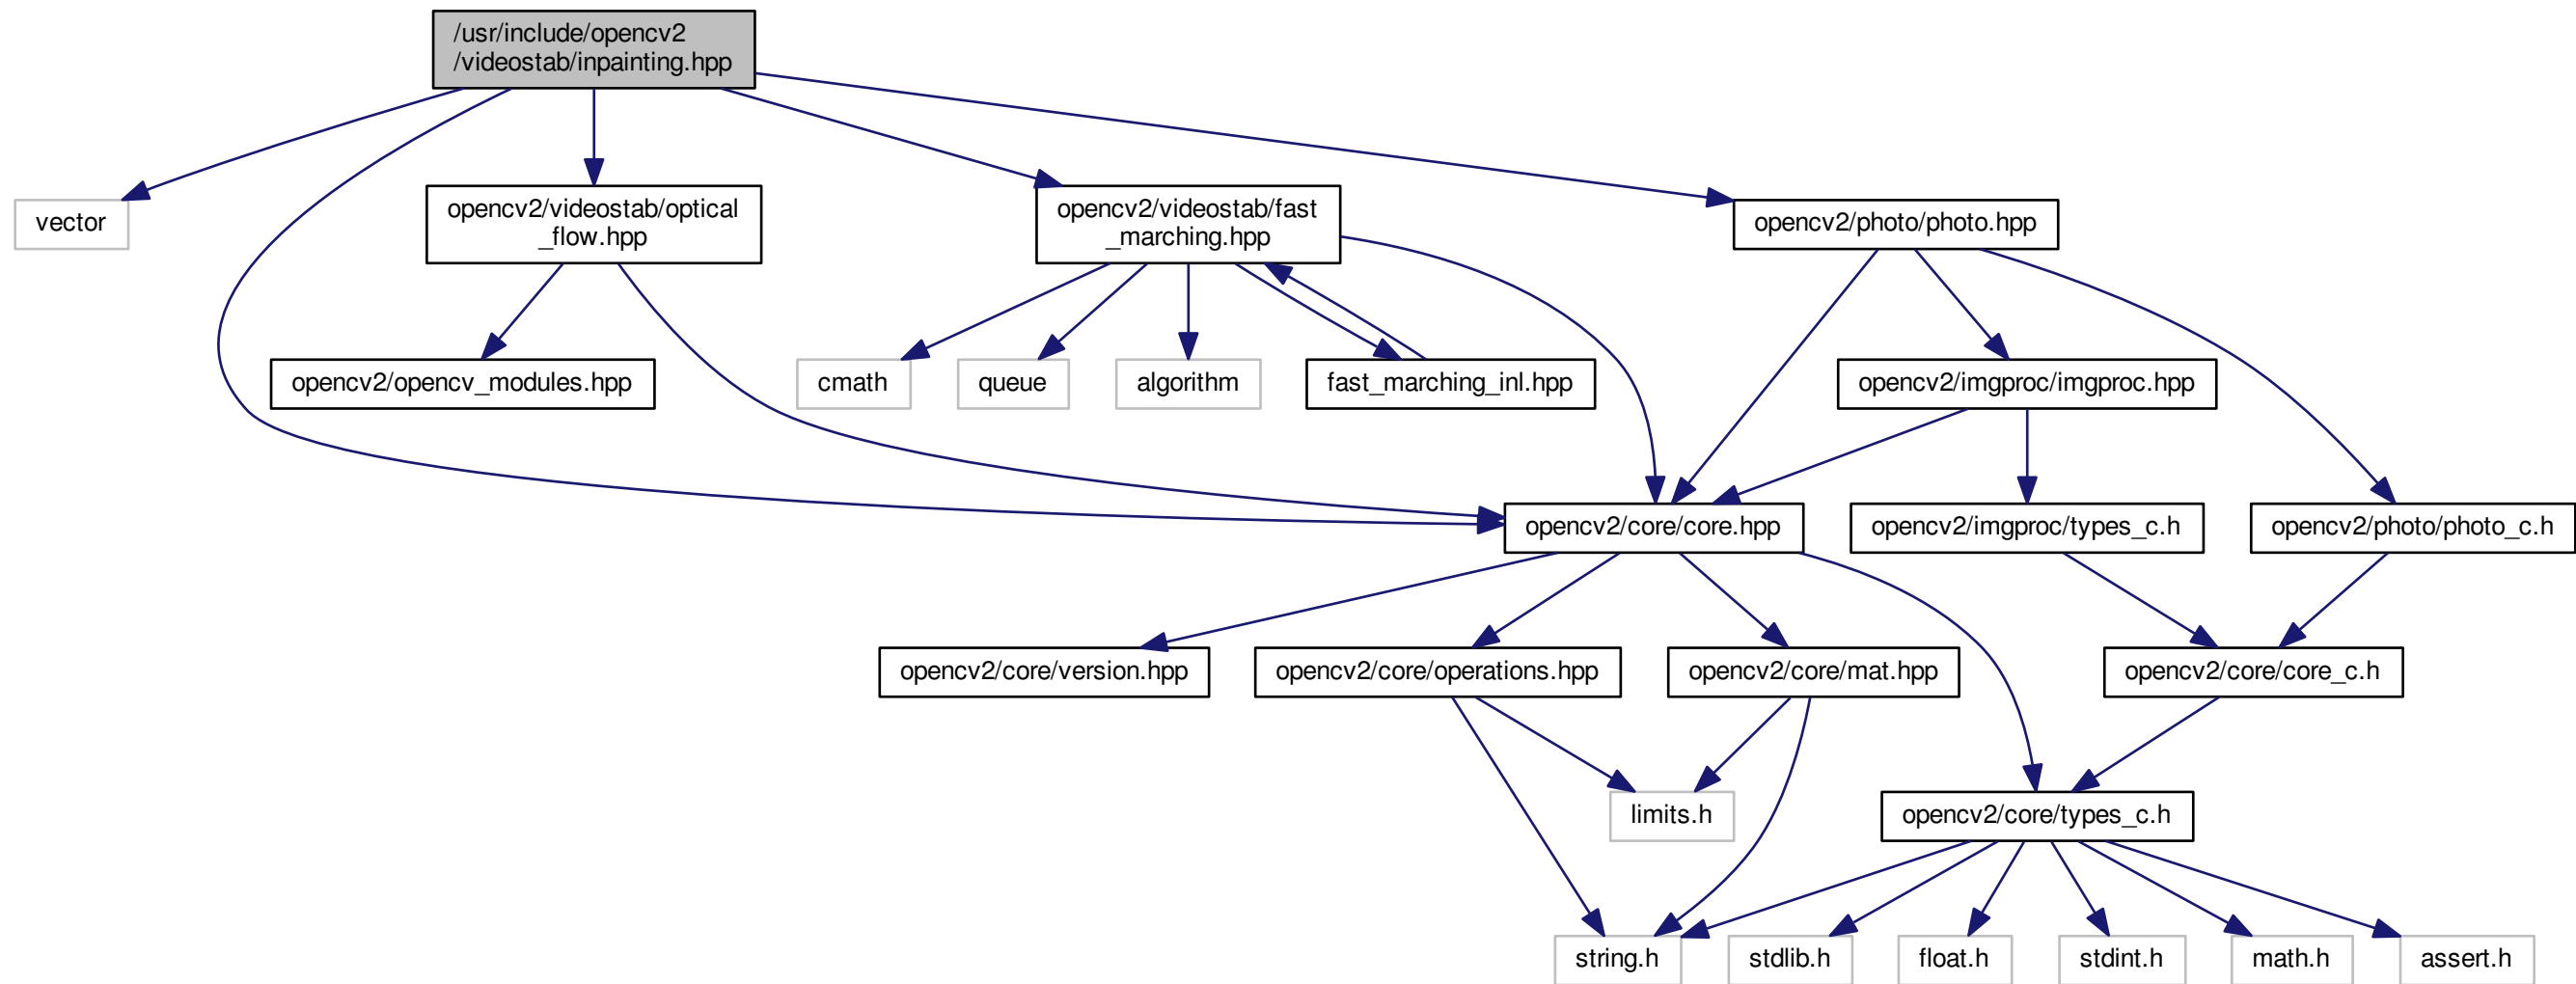 /usr/include/opencv2
/videostab/inpainting.hpp
vector
opencv2/videostab/optical
_flow.hpp
opencv2/videostab/fast
_marching.hpp
opencv2/photo/photo.hpp
opencv2/opencv_modules.hpp
cmath
queue
algorithm
fast_marching_inl.hpp
opencv2/imgproc/imgproc.hpp
opencv2/core/core.hpp
opencv2/imgproc/types_c.h
opencv2/photo/photo_c.h
opencv2/core/version.hpp
opencv2/core/operations.hpp
opencv2/core/mat.hpp
opencv2/core/core_c.h
limits.h
opencv2/core/types_c.h
string.h
stdlib.h
float.h
stdint.h
math.h
assert.h